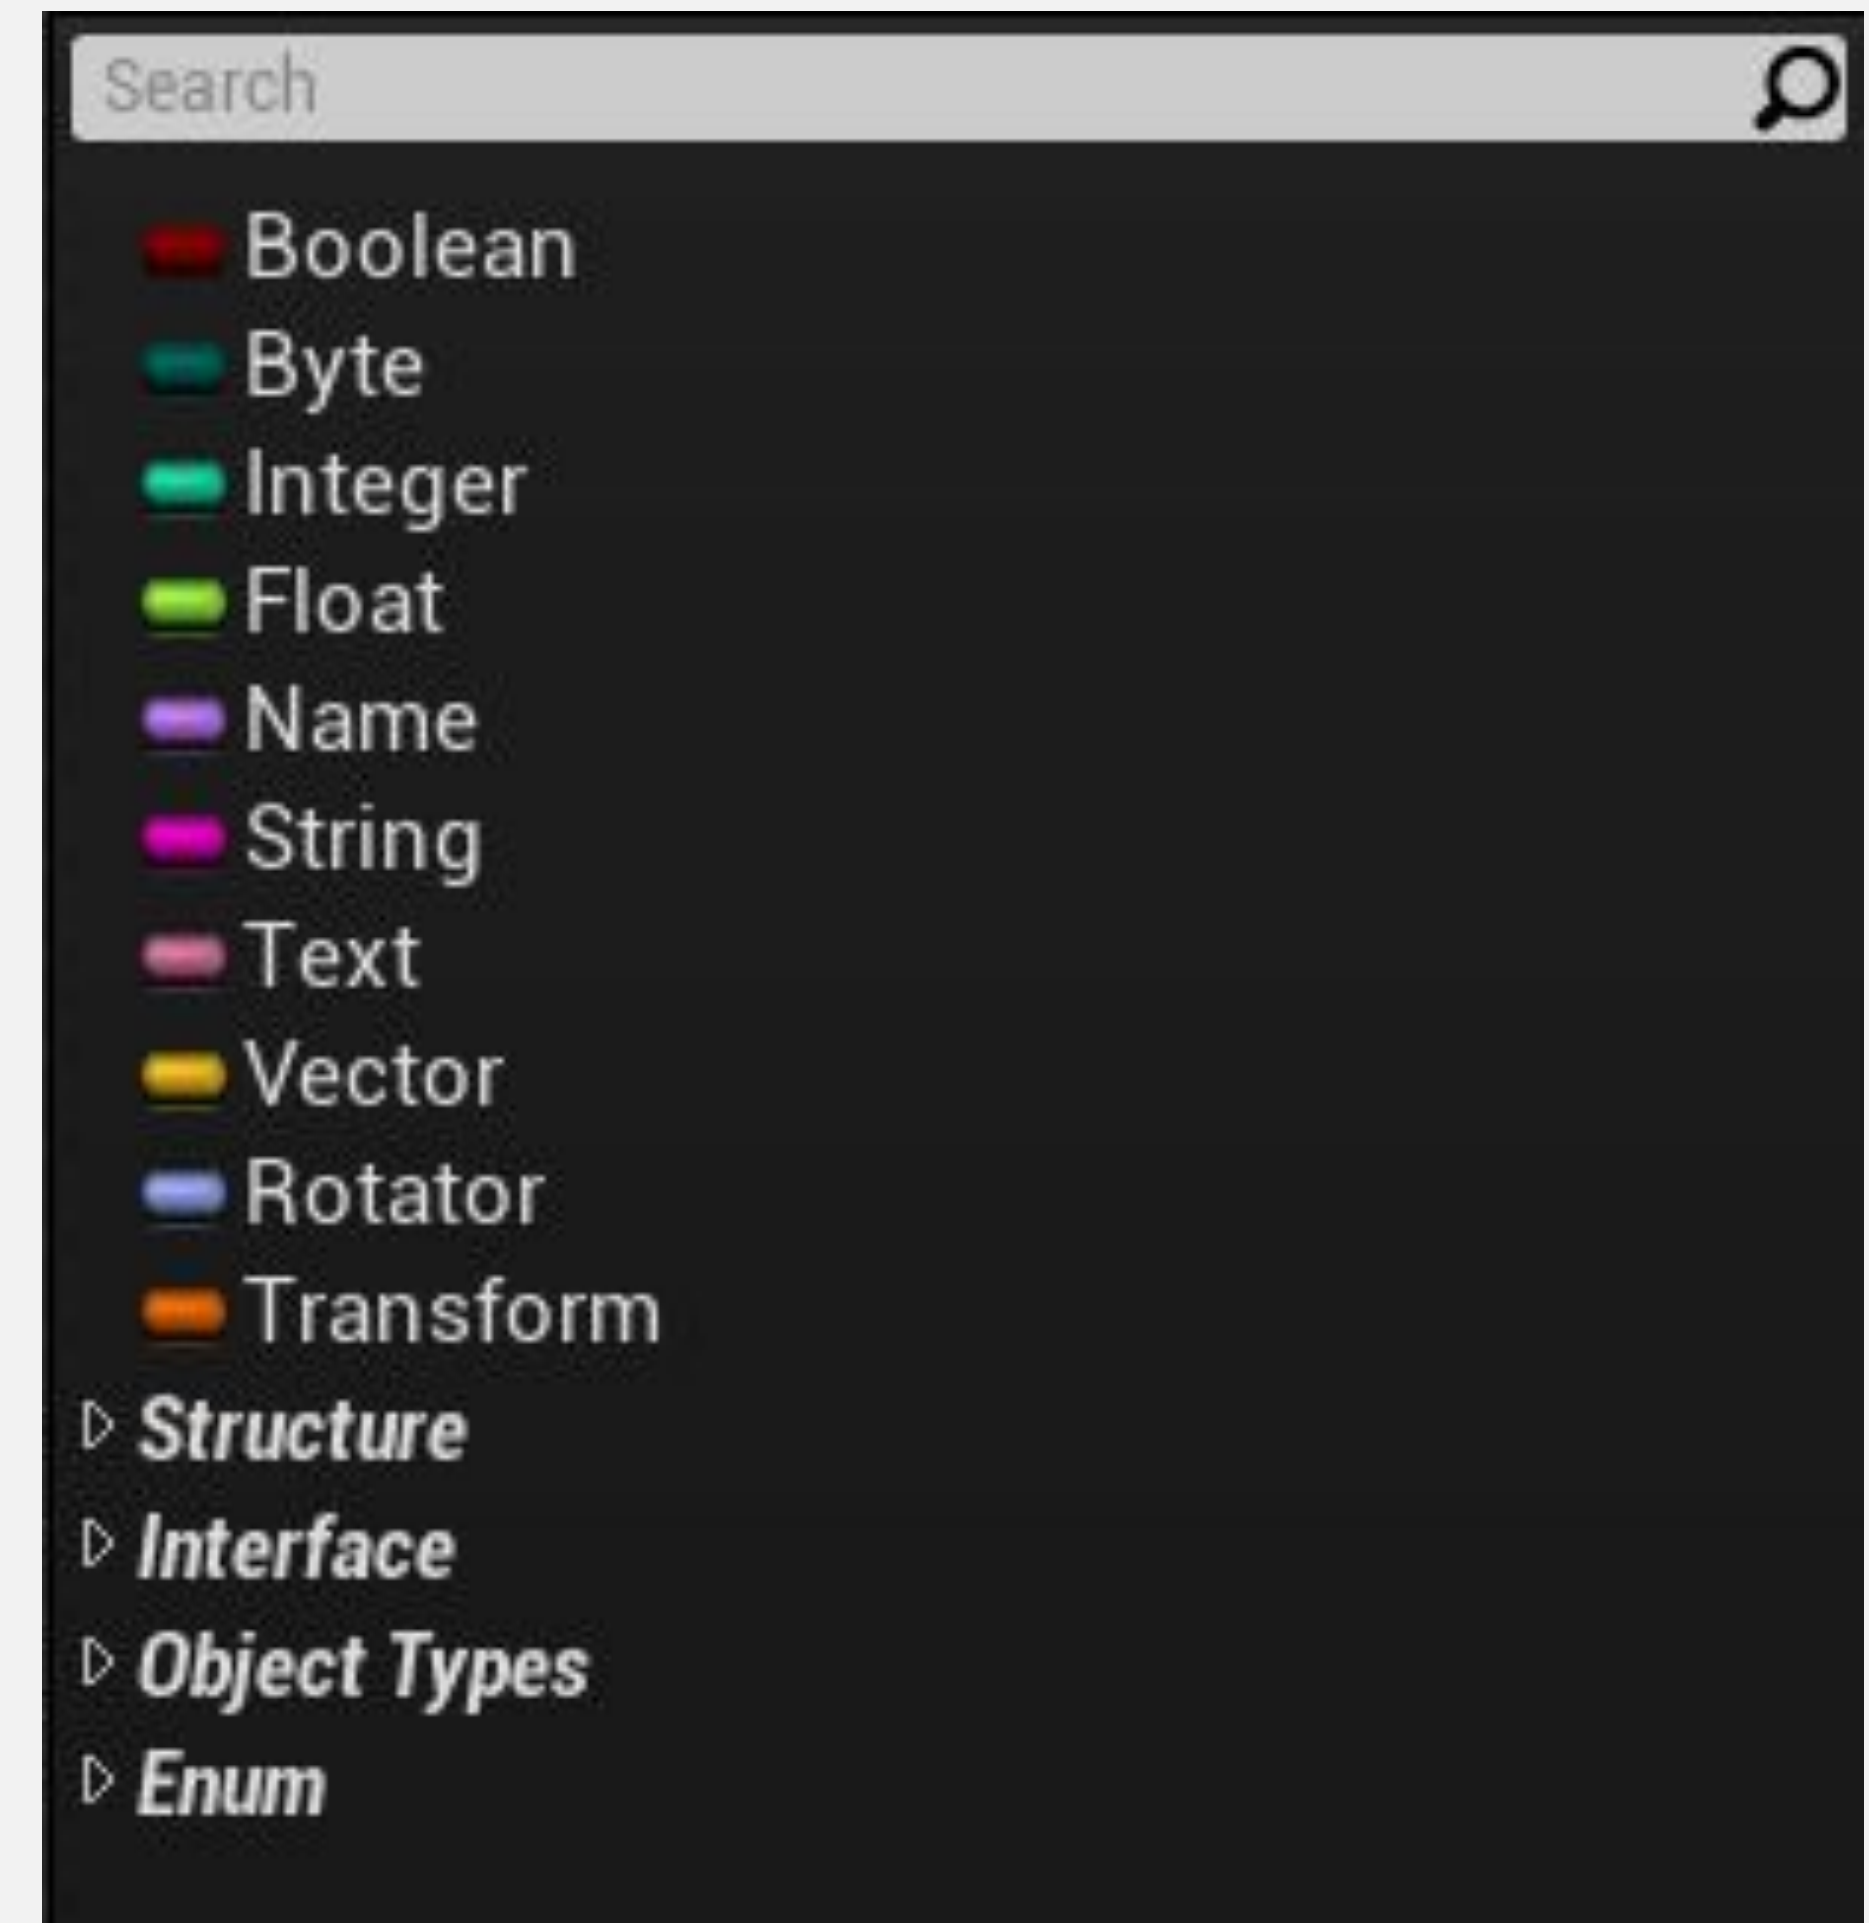 Search
Boolean
Byte
Integer
Float
Name
String
Text
Vector
Rotator
Transform
Structure
Interface
Object Types
Enum